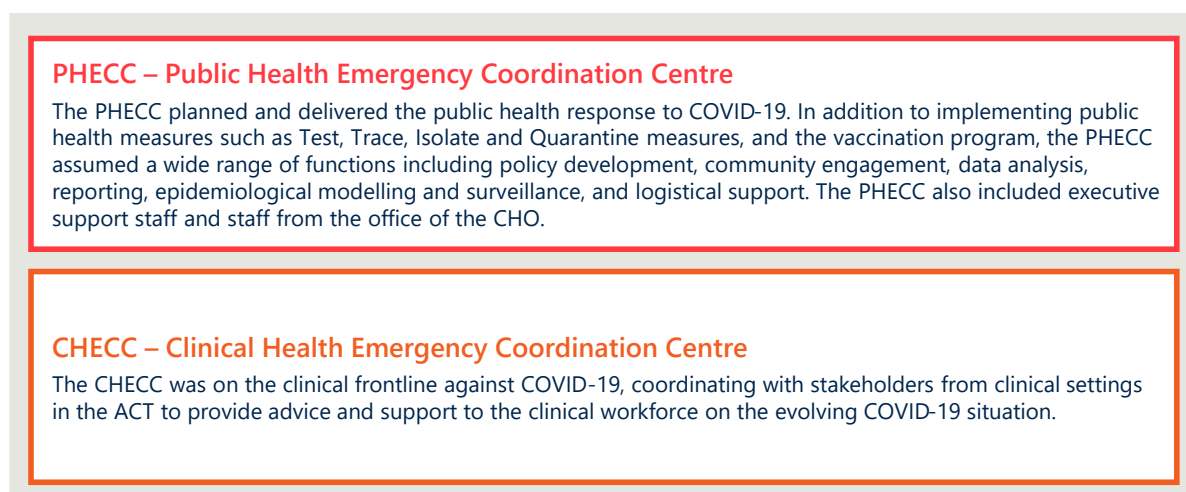 PHECC – Public Health Emergency Coordination Centre
The PHECC planned and delivered the public health response to COVID-19. In addition to implementing public
health measures such as Test, Trace, Isolate and Quarantine measures, and the vaccination program, the PHECC
assumed a wide range of functions including policy development, community engagement, data analysis,
reporting, epidemiological modelling and surveillance, and logistical support. The PHECC also included executive
support staff and staff from the office of the CHO.
CHECC – Clinical Health Emergency Coordination Centre
The CHECC was on the clinical frontline against COVID-19, coordinating with stakeholders from clinical settings
in the ACT to provide advice and support to the clinical workforce on the evolving COVID-19 situation.